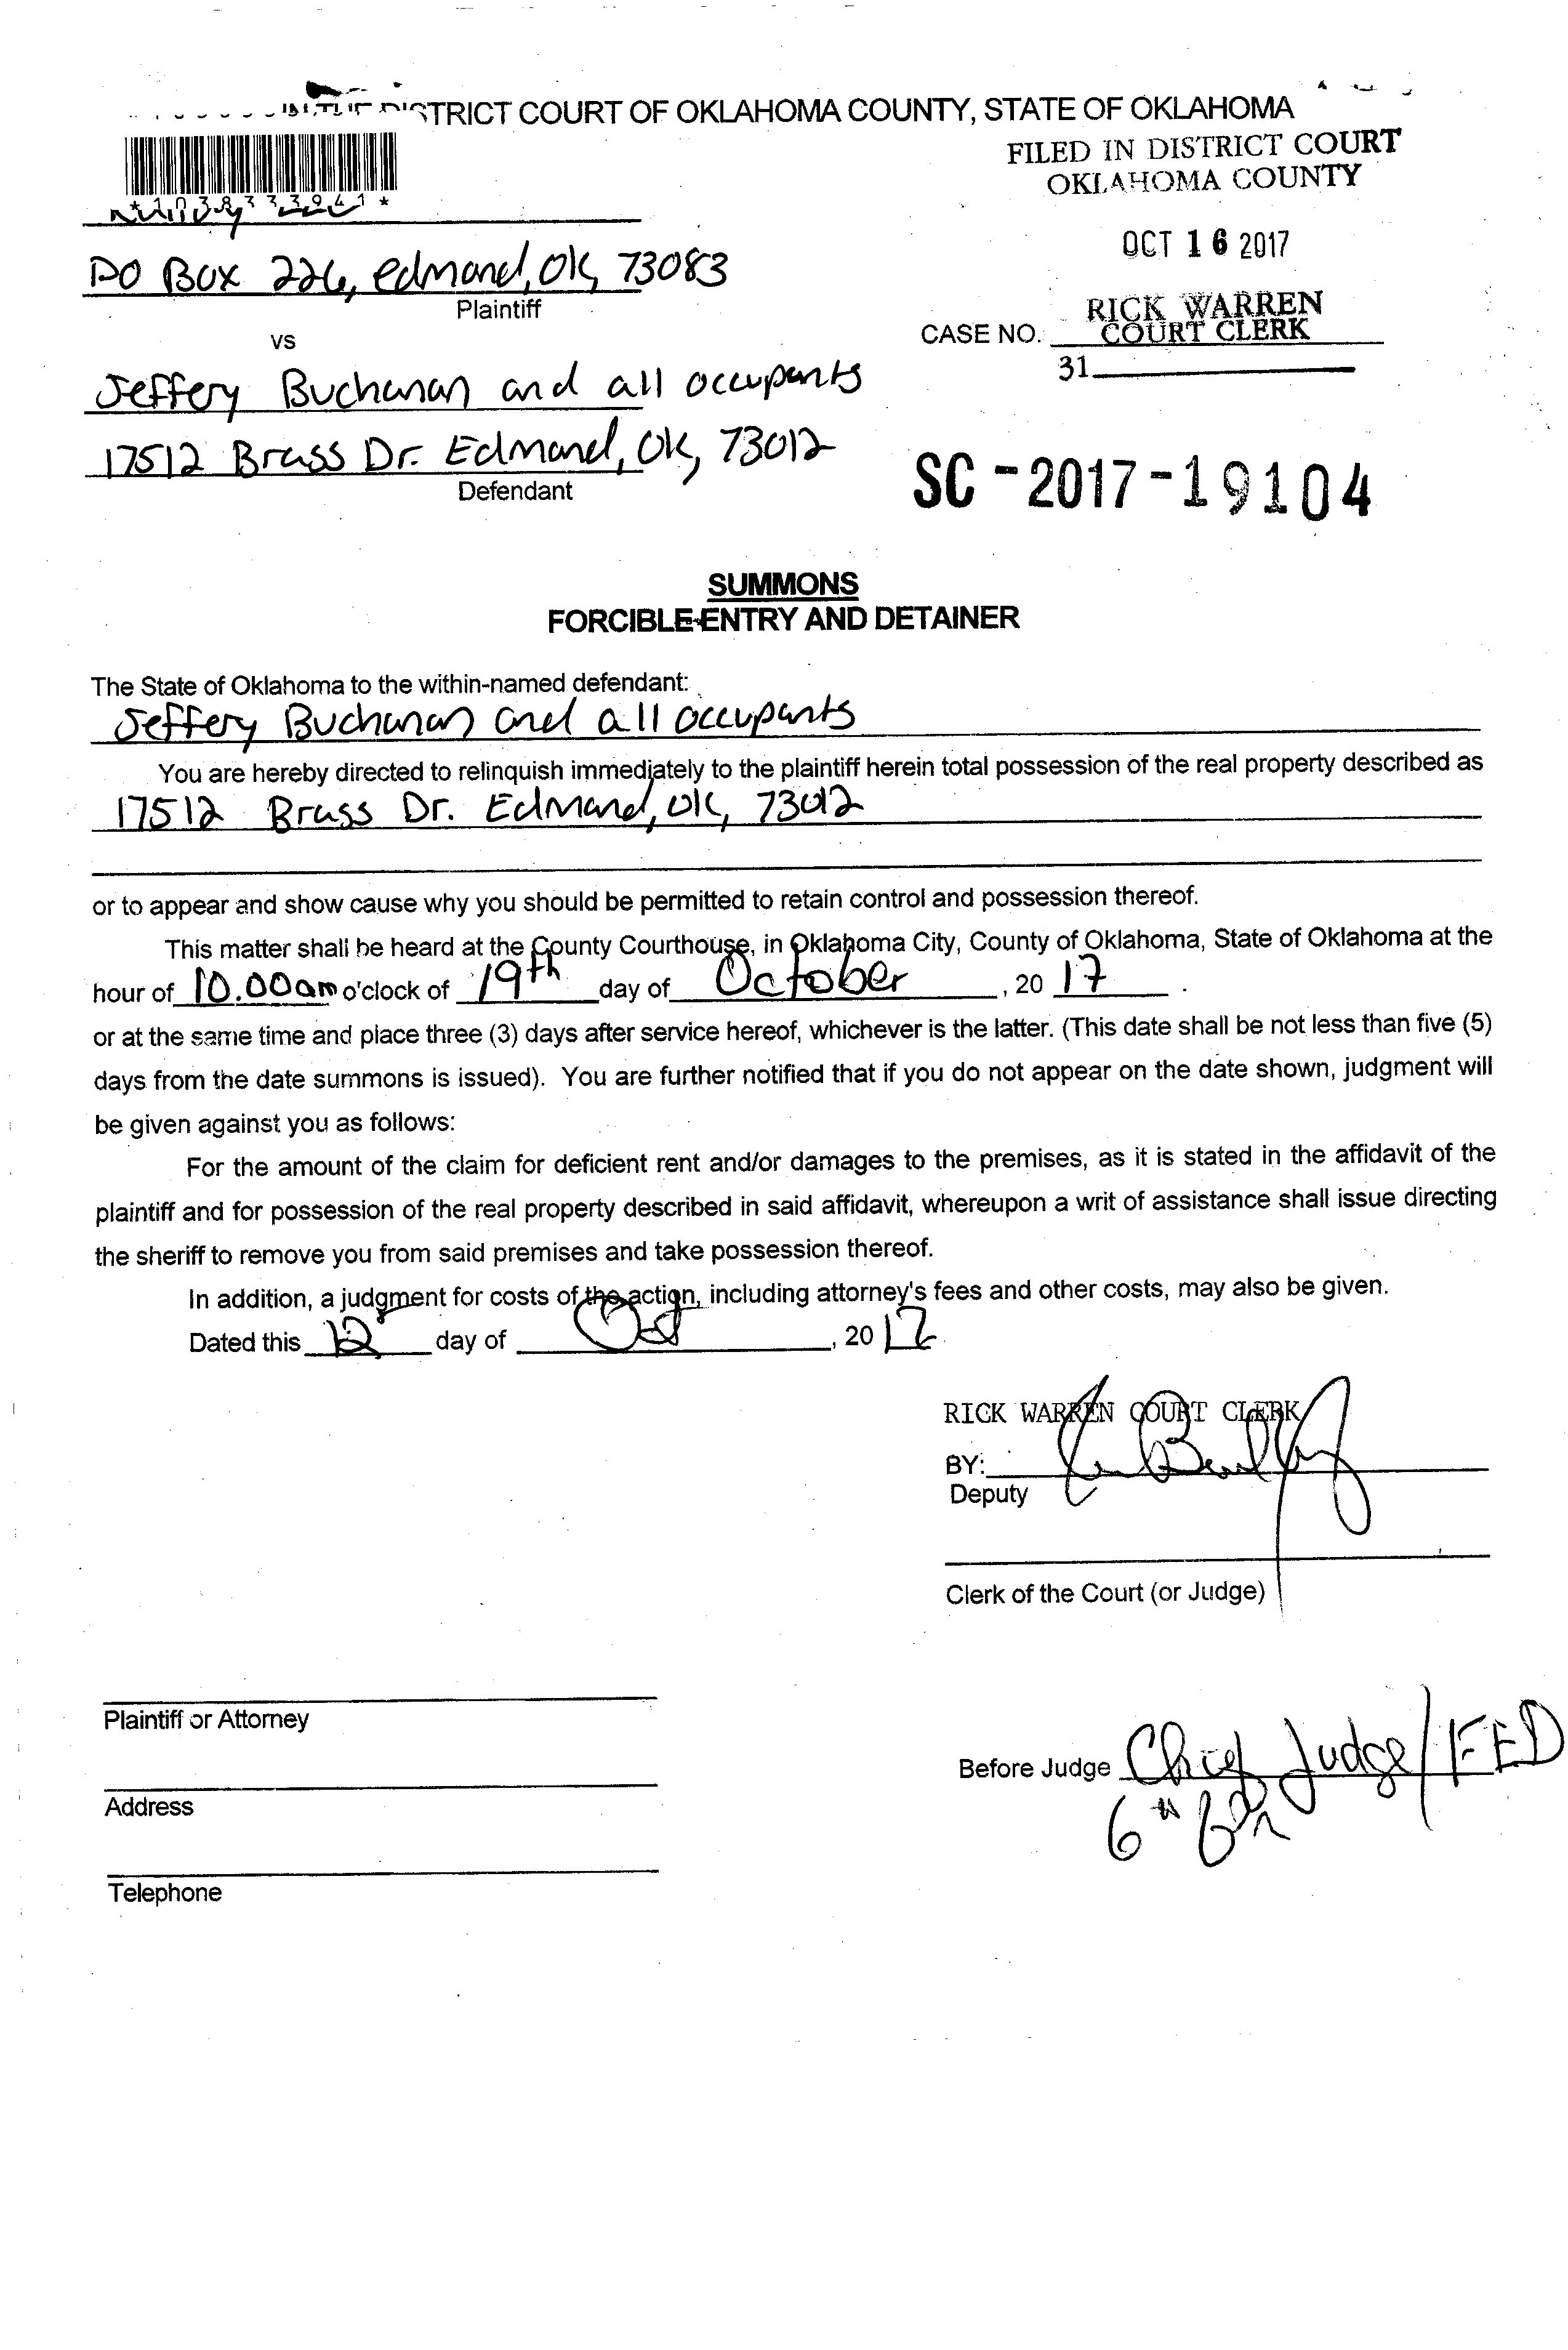 IN THE DISTRICT COURT OF OKLAHOMA COUNTY, STATE OF OKLAHOMA
FILED IN DISTRICT COURT
OKLAHOMA COUNTY
*1038333941*
OCT 16 2017
PO Box 226, Edmond, OK, 73083
Plaintiff
RICK WARREN
COURT CLERK
CASE NO.
31
vs
Jeffery Buchanan and all occupants
17512 Brass Dr. Edmond, OK, 73012
Defendant
SC-2017-19104
SUMMONS
FORCIBLE ENTRY AND DETAINER
The State of Oklahoma to the within-named defendant:
Jeffery Buchanan and all occupants
You are hereby directed to relinquish immediately to the plaintiff herein total possession of the real property described as
17512 Brass Dr. Edmond, OK, 73012
or to appear and show cause why you should be permitted to retain control and possession thereof.
This matter shall be heard at the County Courthouse, in Oklahoma City, County of Oklahoma, State of Oklahoma at the
hour of 10.00am o'clock of 19th day of October, 20 17.
or at the same time and place three (3) days after service hereof, whichever is the latter. (This date shall be not less than five (5)
days from the date summons is issued). You are further notified that if you do not appear on the date shown, judgment will
be given against you as follows:
For the amount of the claim for deficient rent and/or damages to the premises, as it is stated in the affidavit of the
plaintiff and for possession of the real property described in said affidavit, whereupon a writ of assistance shall issue directing
the sheriff to remove you from said premises and take possession thereof.
In addition, a judgment for costs of the action, including attorney's fees and other costs, may also be given.
Dated this 12 day of Oct, 20 17
RICK WARREN COURT CLERK
BY:
Deputy
Clerk of the Court (or Judge)
Plaintiff or Attorney
Before Judge Chief Judge/FED
6th
Address
Telephone